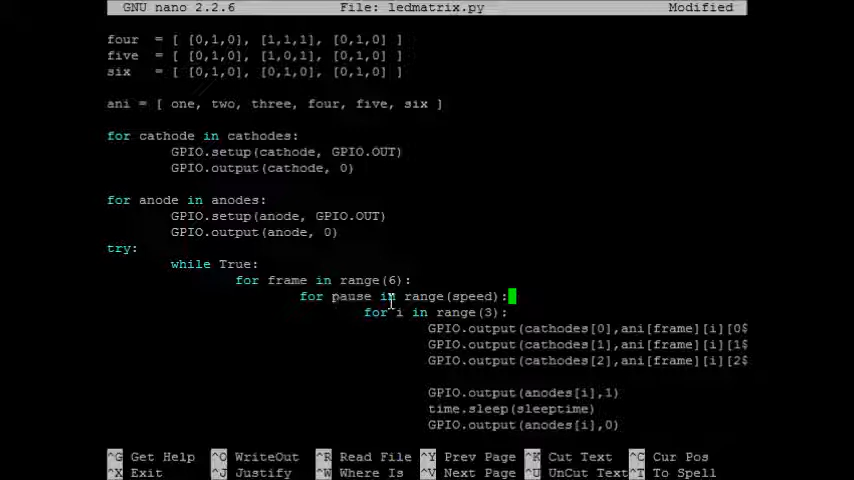 GNU nano 2.2.6 File: ledmatrix.py Modified
four = [ [0,1,0], [1,1,1], [0,1,0] ]
five = [ [0,1,0], [1,0,1], [0,1,0] ]
six = [ [0,1,0], [0,1,0], [0,1,0] ]
ani = [ one, two, three, four, five, six ]
for cathode in cathodes:
GPIO.setup(cathode, GPIO.OUT)
GPIO.output(cathode, 0)
for anode in anodes:
GPIO.setup(anode, GPIO.OUT)
GPIO.output(anode, 0)
try:
while True:
for frame in range(6):
for pause in range(speed):
for i in range(3):
GPIO.output(cathodes[0],ani[frame][i][0$
GPIO.output(cathodes[1],ani[frame][i][1$
GPIO.output(cathodes[2],ani[frame][i][2$
GPIO.output(anodes[i],1)
time.sleep(sleeptime)
GPIO.output(anodes[i],0)
^G Get Help ^O WriteOut ^R Read File ^Y Prev Page ^K Cut Text ^C Cur Pos
^X Exit ^J Justify ^W Where Is ^V Next Page ^U UnCut Text ^T To Spell